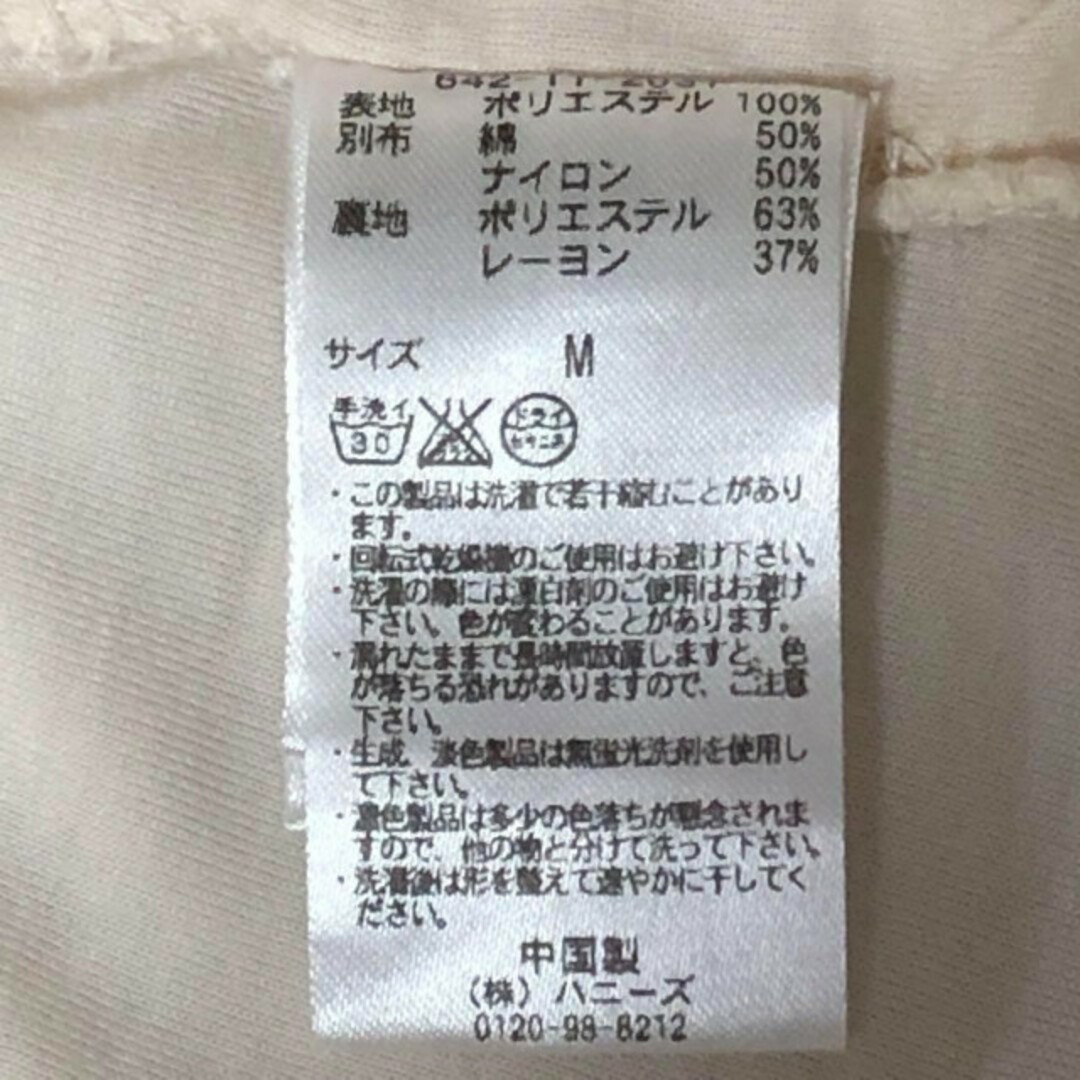 表地 ポリエステル 100%
別布 綿 50%
ナイロン 50%
裏地 ポリエステル 63%
レーヨン 37%
サイズ M
手洗イ
30
ドライ
セキユ系
・この製品は洗濯で若干縮むことがあり
ます。
・回転式乾燥機のご使用はお避け下さい。
・洗濯の際には漂白剤のご使用はお避け
下さい。色が変わることがあります。
・濡れたままで長時間放置しますと、色
が落ちる恐れがありますので、ご注意
下さい。
・生成、淡色製品は無蛍光洗剤を使用し
て下さい。
・濃色製品は多少の色落ちが懸念されま
すので、他の物と分けて洗って下さい。
・洗濯後は形を整えて速やかに干してく
ださい。
中国製
(株) ハニーズ
0120-98-8212